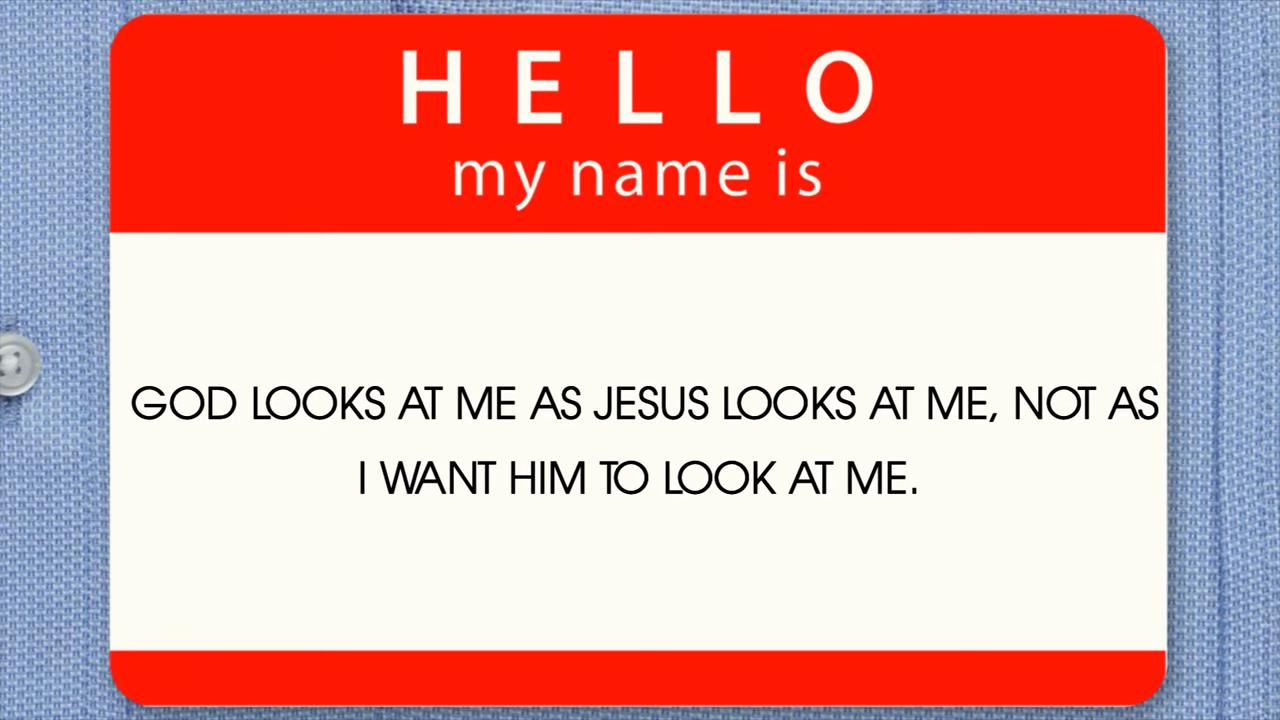 HELLO
my name is
GOD LOOKS AT ME AS JESUS LOOKS AT ME, NOT AS
I WANT HIM TO LOOK AT ME.